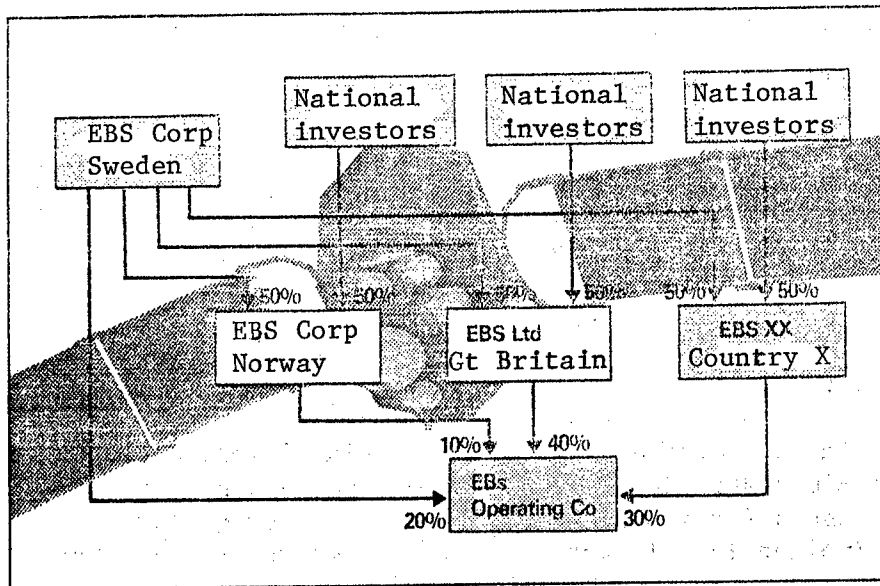 National
investors
National
investors
National
investors
EBS Corp
Sweden
50%
50%
50%
50%
50%
50%
EBS Corp
Norway
EBS Ltd
Gt Britain
EBS XX
Country X
10%
40%
EBs
Operating Co
20%
30%